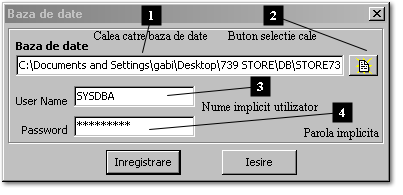 Baza de date
1
2
Calea catre baza de date
Buton selectie cale
Baza de date
C:\Documents and Settings\gabi\Desktop\739 STORE\DB\STORE73
User Name
SYSDBA
3
Nume implicit utilizator
Password
*********
4
Parola implicita
Inregistrare
Iesire